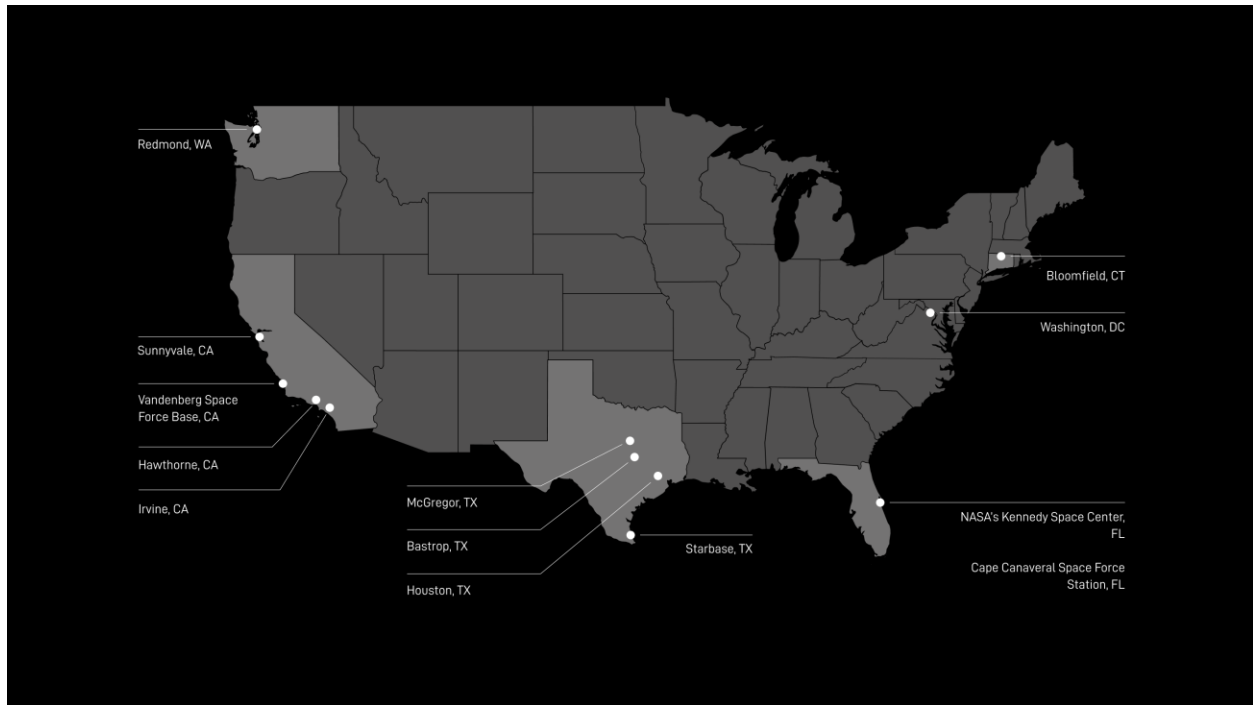 Redmond, WA
Bloomfield, CT
Washington, DC
Sunnyvale, CA
Vandenberg Space
Force Base, CA
Hawthorne, CA
Irvine, CA
McGregor, TX
Bastrop, TX
Houston, TX
Starbase, TX
NASA's Kennedy Space Center,
FL
Cape Canaveral Space Force
Station, FL